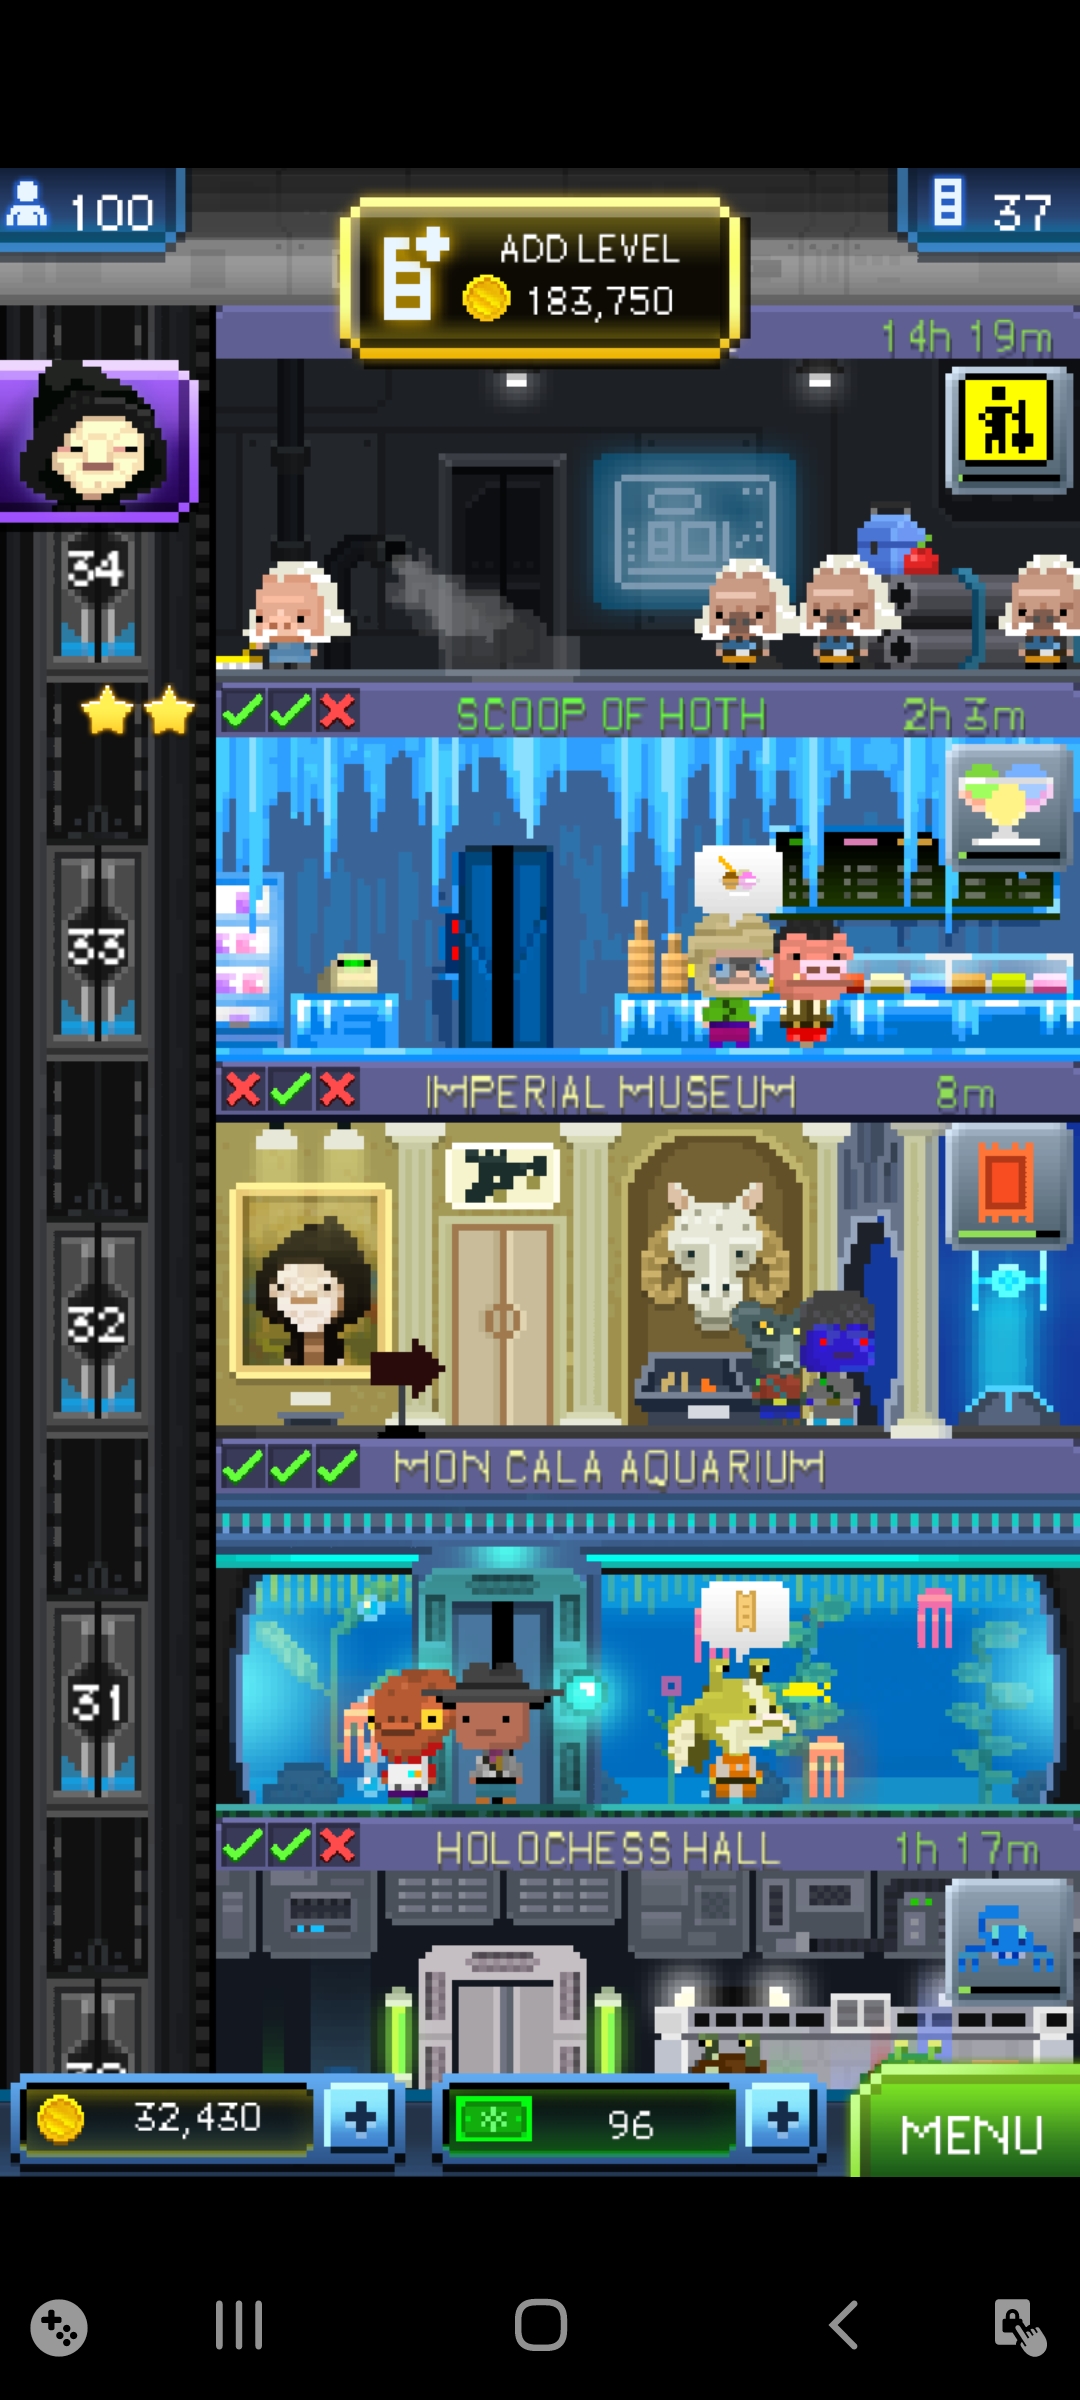 100
ADD LEVEL
183,750
37
14h 19m
34
SCOOP OF HOTH
2h 3m
33
IMPERIAL MUSEUM
8m
32
MON CALA AQUARIUM
31
HOLOCHESS HALL
1h 17m
32,430
96
MENU